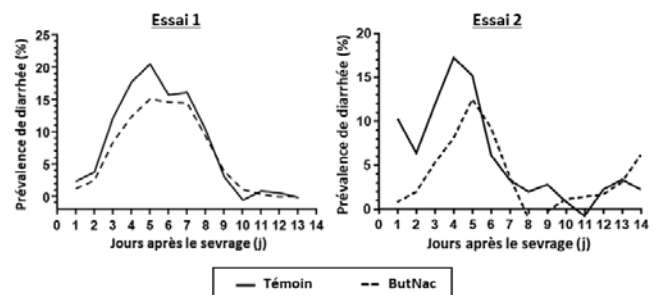 Essai 1
Prévalence de diarrhée (%)
25
20
15
10
5
0
0 1 2 3 4 5 6 7 8 9 10 11 12 13 14
Jours après le sevrage (j)
Essai 2
Prévalence de diarrhée (%)
20
15
10
5
0
0 1 2 3 4 5 6 7 8 9 10 11 12 13 14
Jours après le sevrage (j)
Témoin ButNac